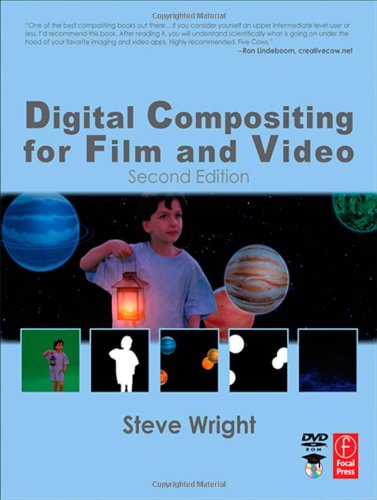 "One of the best compositing books out there... If you consider yourself an upper intermediate level user or
less, I'd recommend this book. After reading it, you will understand scientifically what is going on under the
hood of your favorite imaging and video apps. Highly recommended. Five Cows."
--Ron Lindeboom, creativecow.net
Digital Compositing
for Film and Video
Second Edition
Steve Wright
DVD
ROM
Focal
Press